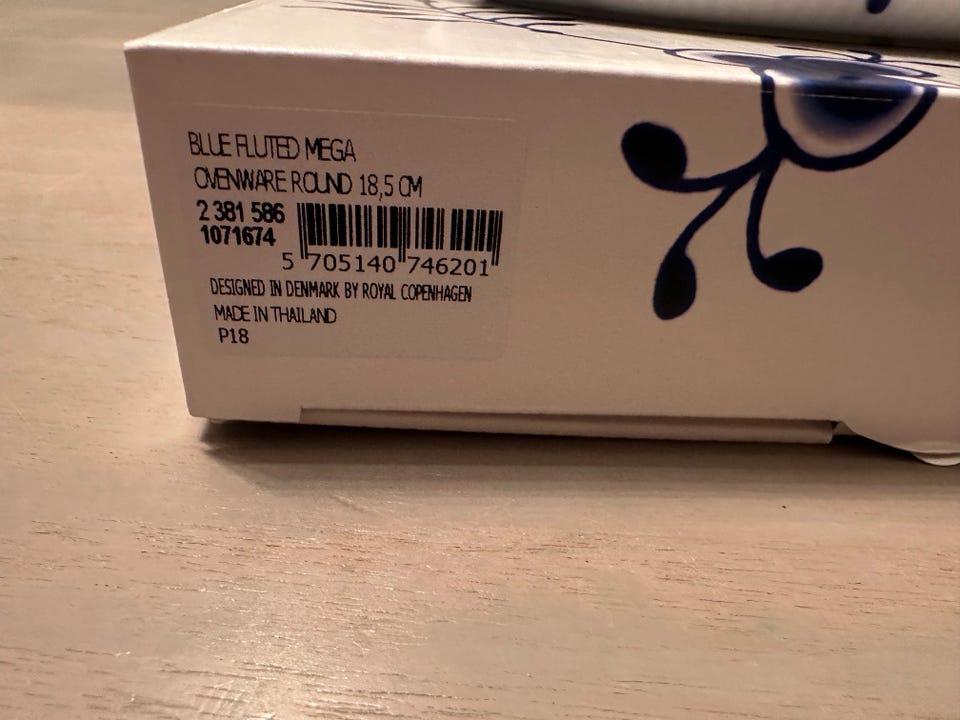 BLUE FLUTED MEGA
OVENWARE ROUND 18,5 CM
2 381 586
1071674
5 705140 746201
DESIGNED IN DENMARK BY ROYAL COPENHAGEN
MADE IN THAILAND
P18